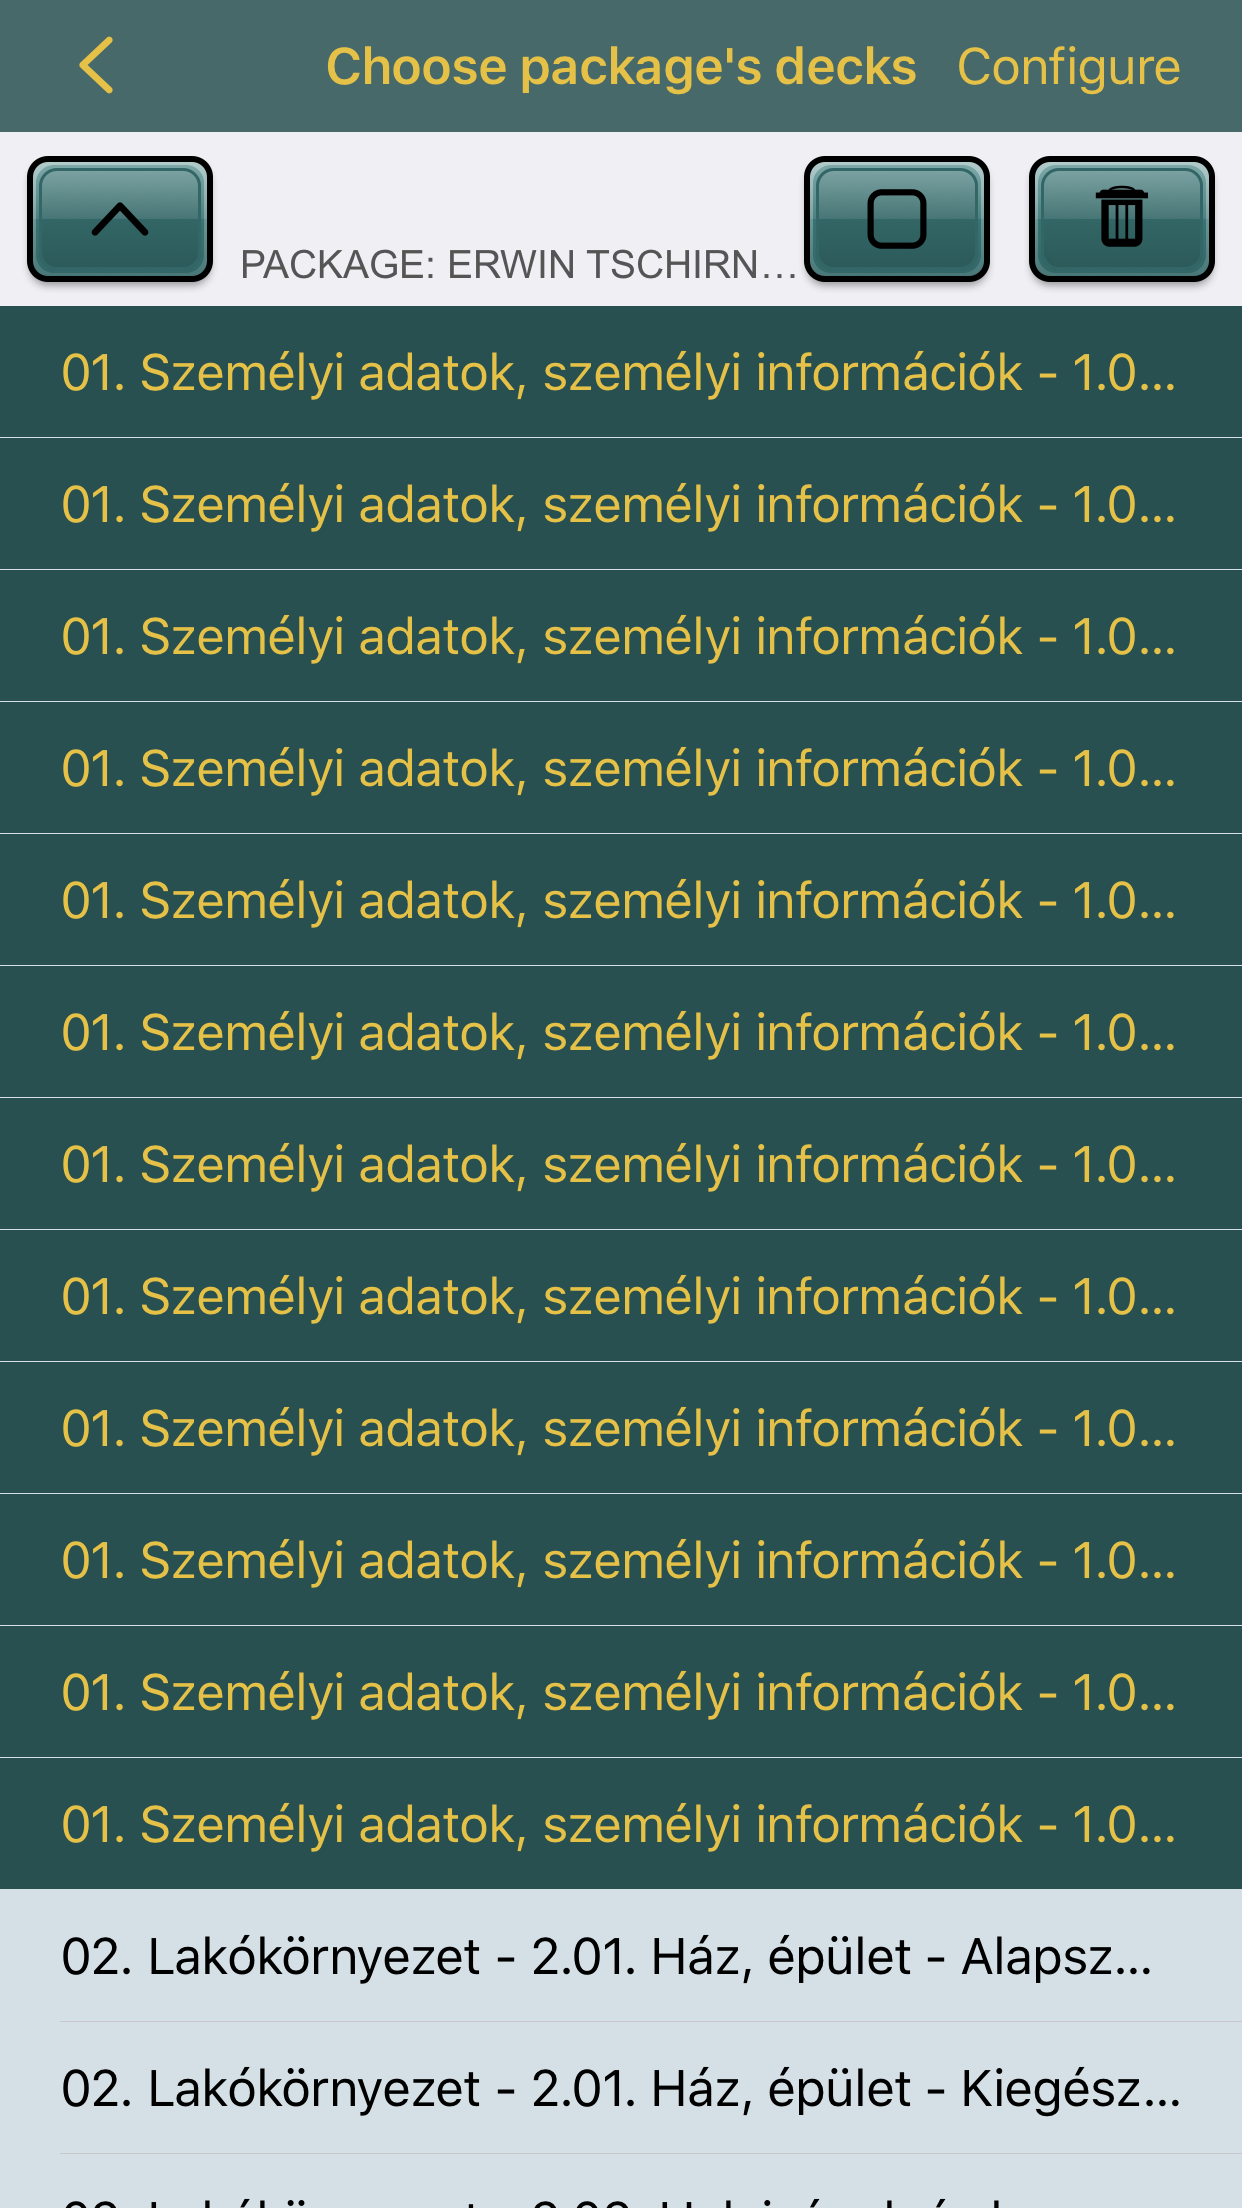 Choose package's decks Configure
PACKAGE: ERWIN TSCHIRN...
01. Személyi adatok, személyi információk - 1.0...
01. Személyi adatok, személyi információk - 1.0...
01. Személyi adatok, személyi információk - 1.0...
01. Személyi adatok, személyi információk - 1.0...
01. Személyi adatok, személyi információk - 1.0...
01. Személyi adatok, személyi információk - 1.0...
01. Személyi adatok, személyi információk - 1.0...
01. Személyi adatok, személyi információk - 1.0...
01. Személyi adatok, személyi információk - 1.0...
01. Személyi adatok, személyi információk - 1.0...
01. Személyi adatok, személyi információk - 1.0...
01. Személyi adatok, személyi információk - 1.0...
02. Lakókörnyezet - 2.01. Ház, épület - Alapsz...
02. Lakókörnyezet - 2.01. Ház, épület - Kiegész...